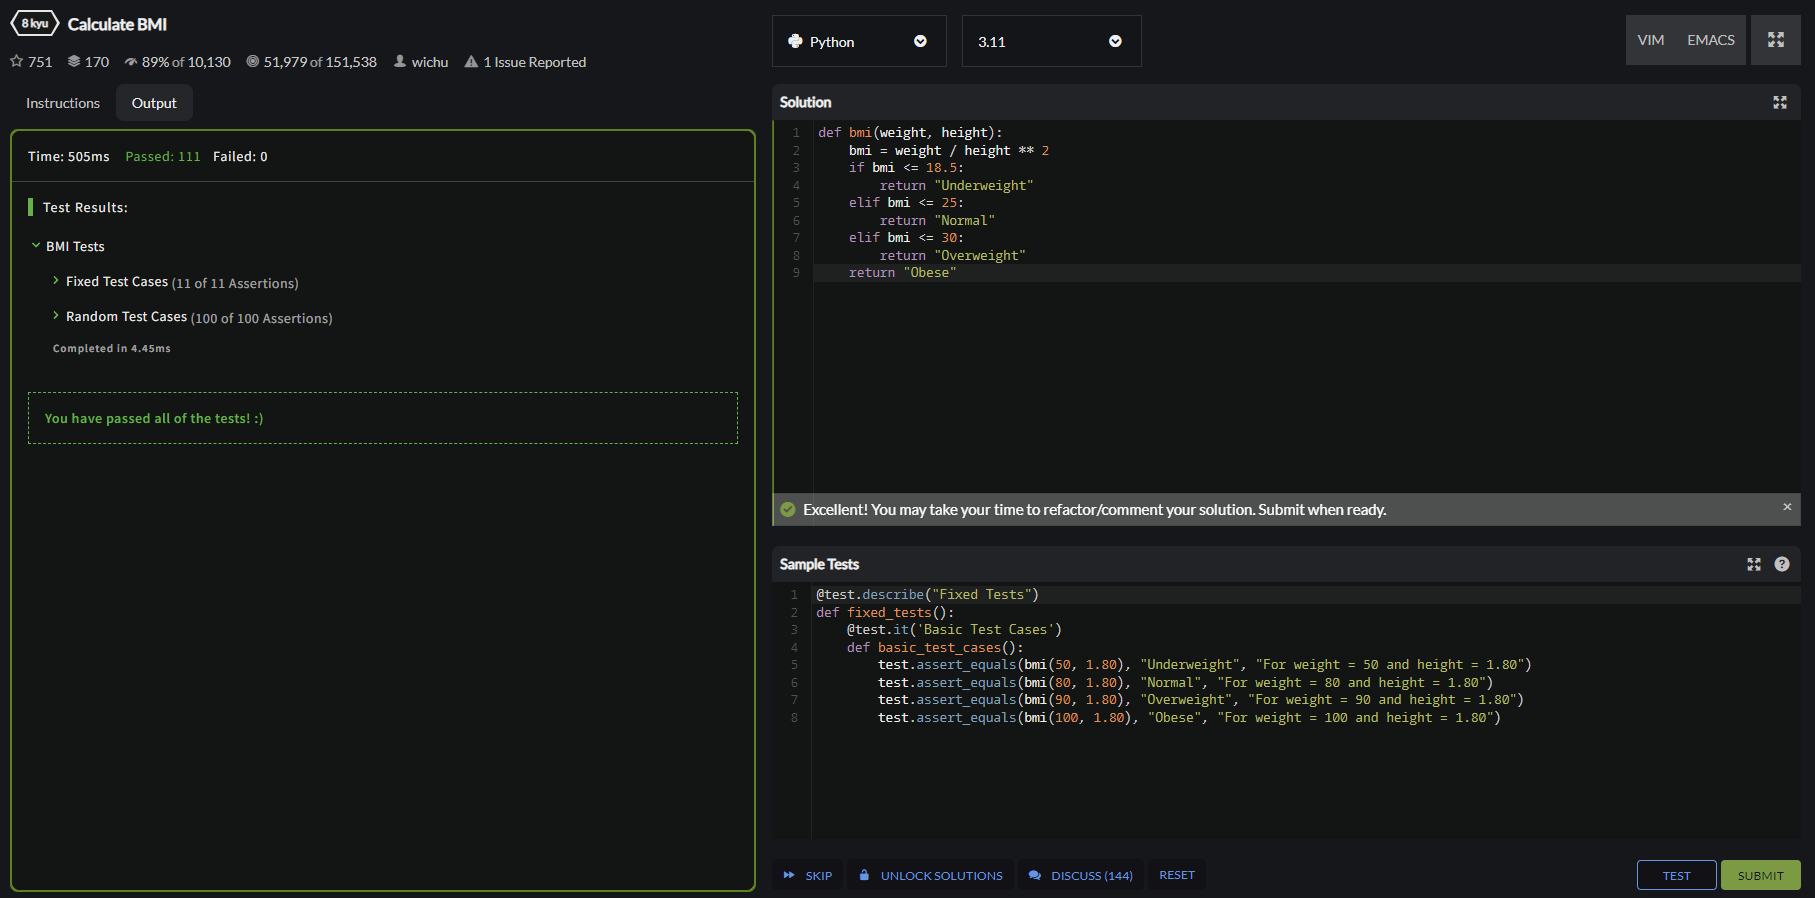 8 kyu Calculate BMI
751 170 89% of 10,130 51,979 of 151,538 wichu 1 Issue Reported
Instructions Output
Time: 505ms Passed: 111 Failed: 0
Test Results:
BMI Tests
Fixed Test Cases (11 of 11 Assertions)
Random Test Cases (100 of 100 Assertions)
Completed in 4.45ms
You have passed all of the tests! :)
Python 3.11 VIM EMACS
Solution
1 def bmi(weight, height):
2     bmi = weight / height ** 2
3     if bmi <= 18.5:
4         return "Underweight"
5     elif bmi <= 25:
6         return "Normal"
7     elif bmi <= 30:
8         return "Overweight"
9     return "Obese"
Excellent! You may take your time to refactor/comment your solution. Submit when ready. ×
Sample Tests ?
1 @test.describe("Fixed Tests")
2 def fixed_tests():
3     @test.it('Basic Test Cases')
4     def basic_test_cases():
5         test.assert_equals(bmi(50, 1.80), "Underweight", "For weight = 50 and height = 1.80")
6         test.assert_equals(bmi(80, 1.80), "Normal", "For weight = 80 and height = 1.80")
7         test.assert_equals(bmi(90, 1.80), "Overweight", "For weight = 90 and height = 1.80")
8         test.assert_equals(bmi(100, 1.80), "Obese", "For weight = 100 and height = 1.80")
SKIP UNLOCK SOLUTIONS DISCUSS (144) RESET TEST SUBMIT